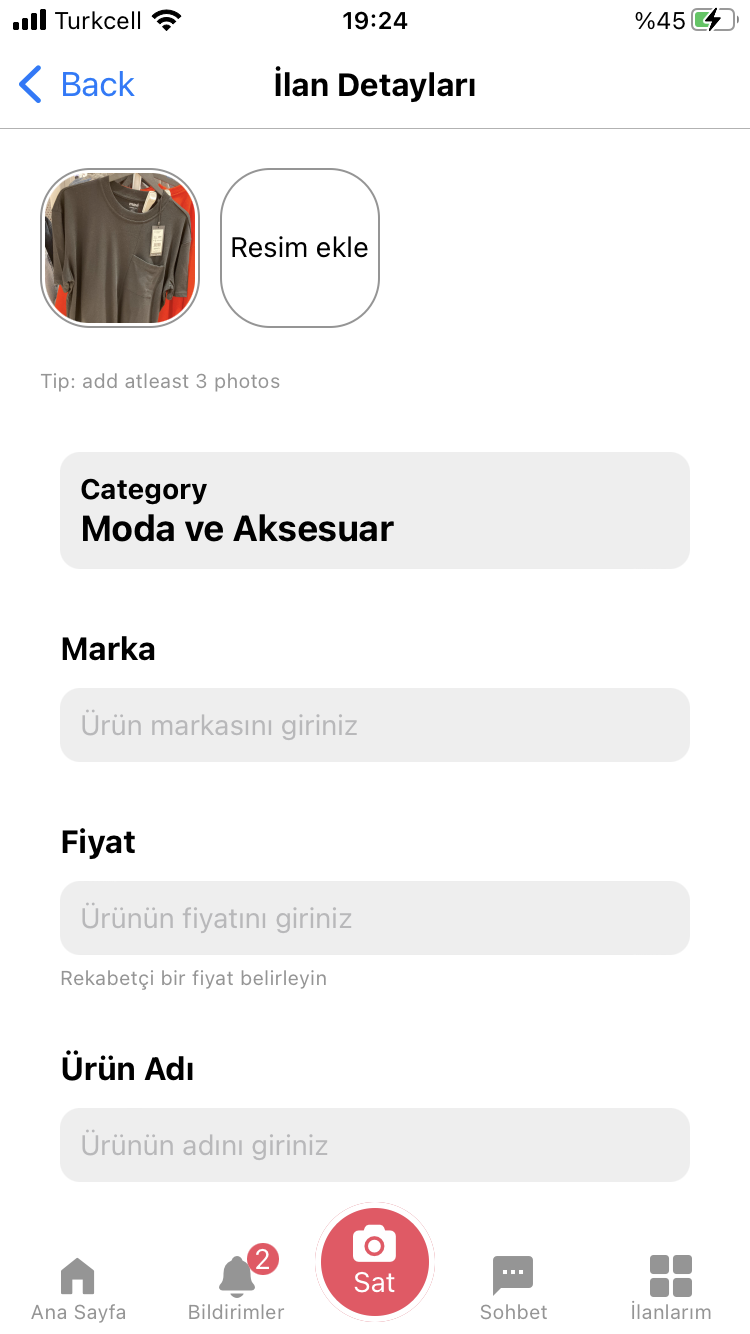 Turkcell 19:24 %45
Back İlan Detayları
Resim ekle
Tip: add atleast 3 photos
Category
Moda ve Aksesuar
Marka
Ürün markasını giriniz
Fiyat
Ürünün fiyatını giriniz
Rekabetçi bir fiyat belirleyin
Ürün Adı
Ürünün adını giriniz
2
Sat
Ana Sayfa Bildirimler Sohbet İlanlarım